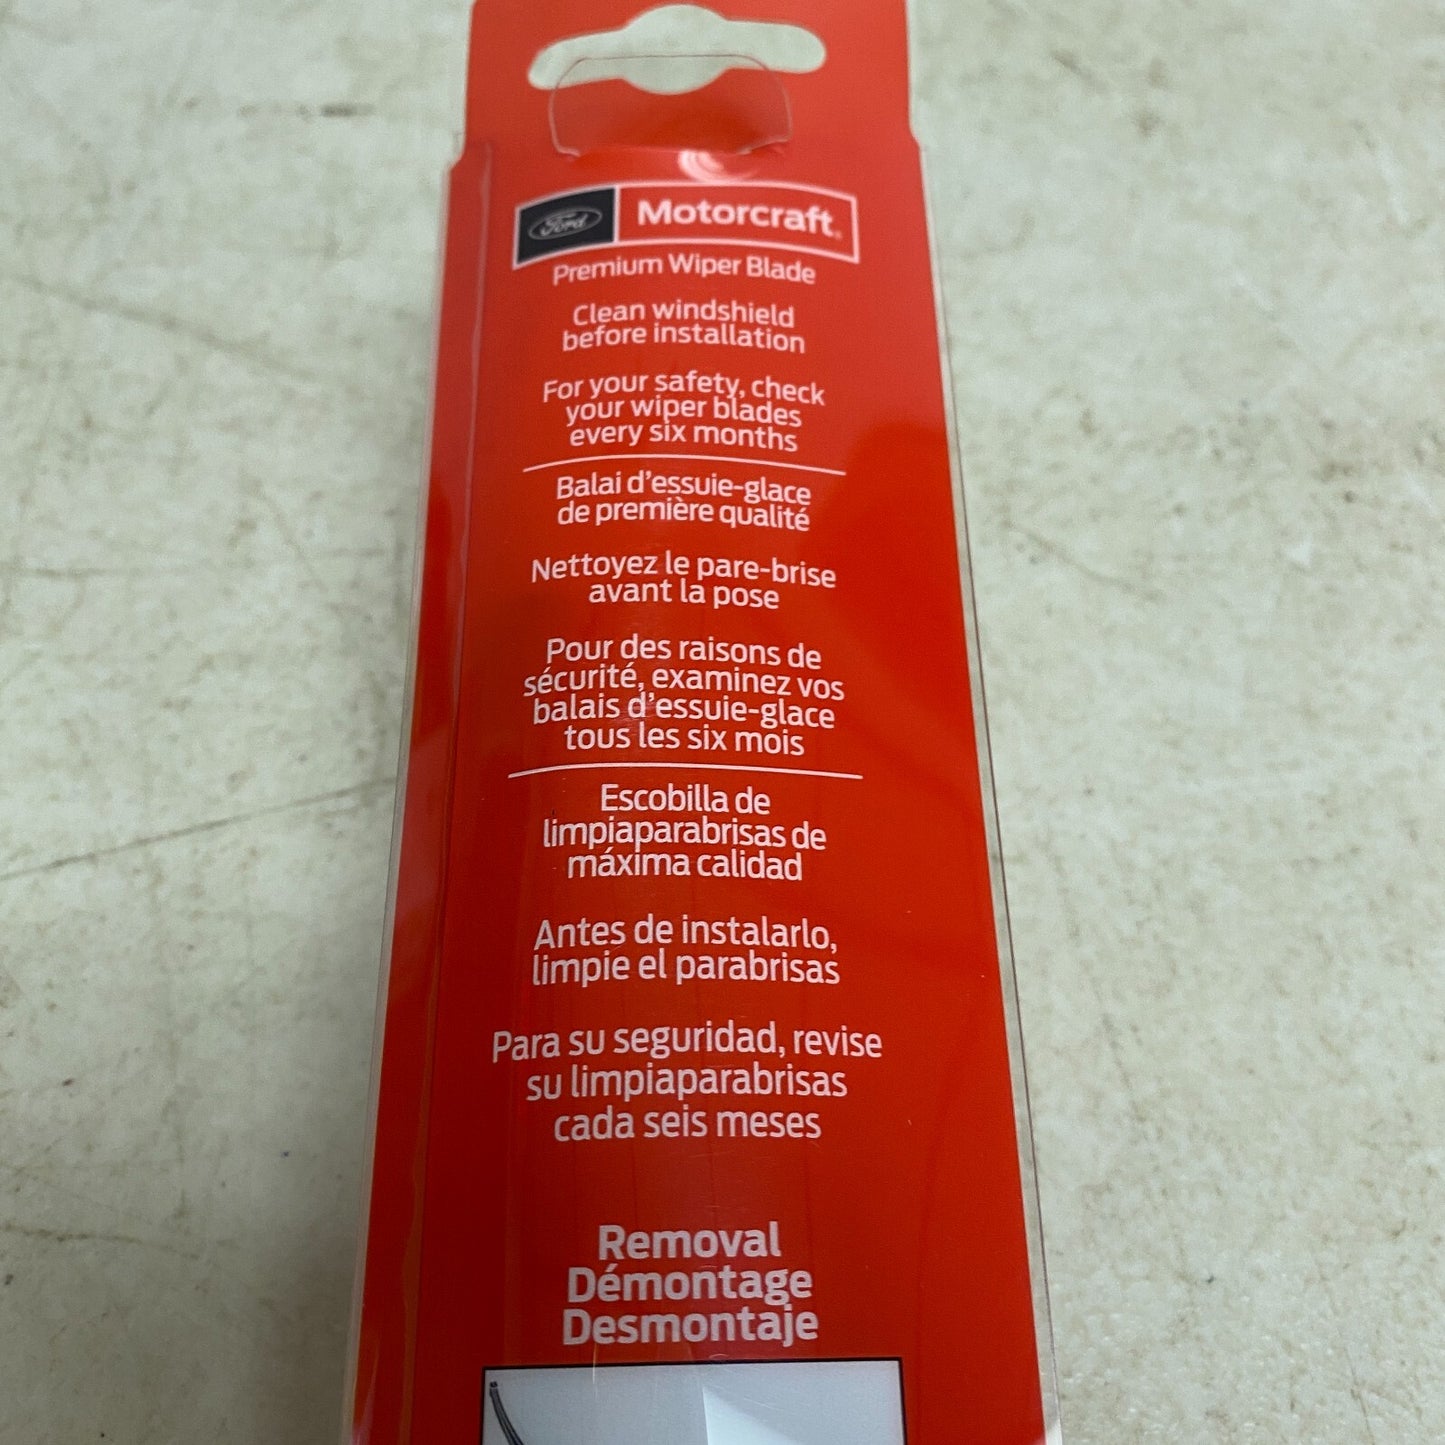 Ford Motorcraft®
Premium Wiper Blade
Clean windshield
before installation
For your safety, check
your wiper blades
every six months
Balai d'essuie-glace
de première qualité
Nettoyez le pare-brise
avant la pose
Pour des raisons de
sécurité, examinez vos
balais d'essuie-glace
tous les six mois
Escobilla de
limpiaparabrisas de
máxima calidad
Antes de instalarlo,
limpie el parabrisas
Para su seguridad, revise
su limpiaparabrisas
cada seis meses
Removal
Démontage
Desmontaje